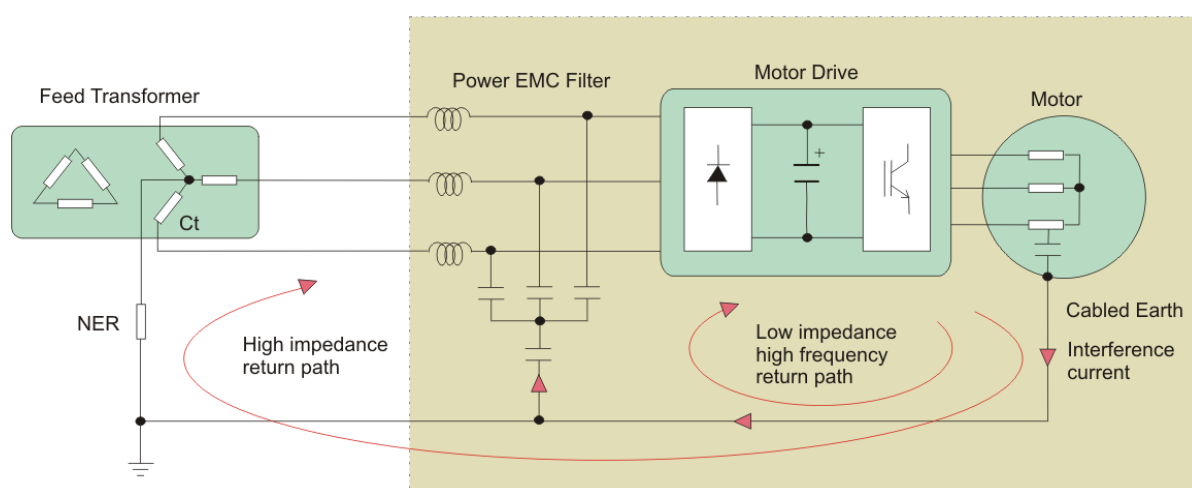 Feed Transformer
Power EMC Filter
Motor Drive
Motor
+
Ct
NER
High impedance
return path
Low impedance
high frequency
return path
Cabled Earth
Interference
current